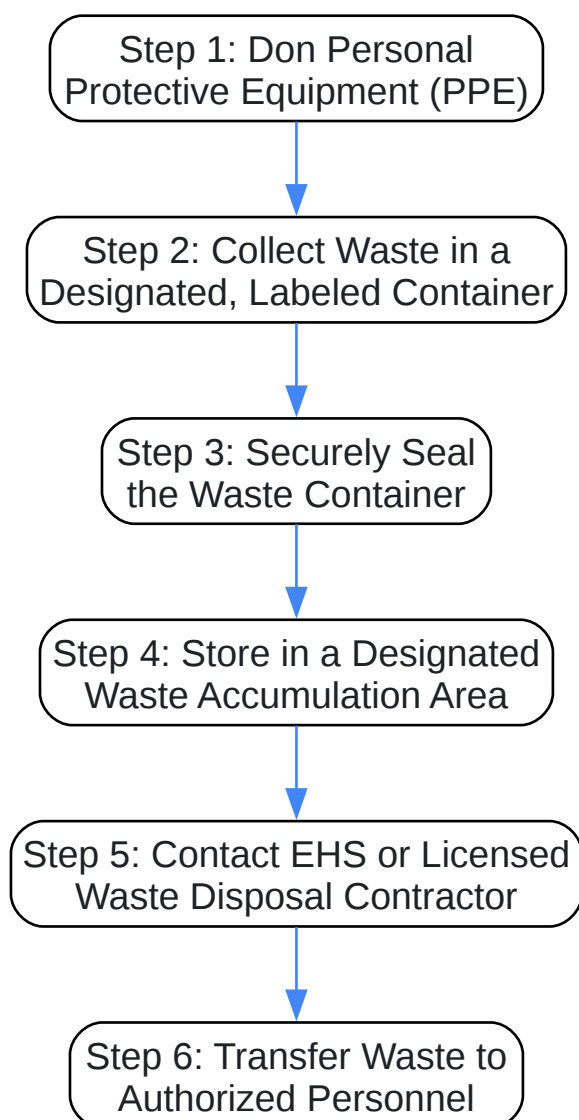 Step 1: Don Personal
Protective Equipment (PPE)
Step 2: Collect Waste in a
Designated, Labeled Container
Step 3: Securely Seal
the Waste Container
Step 4: Store in a Designated
Waste Accumulation Area
Step 5: Contact EHS or Licensed
Waste Disposal Contractor
Step 6: Transfer Waste to
Authorized Personnel